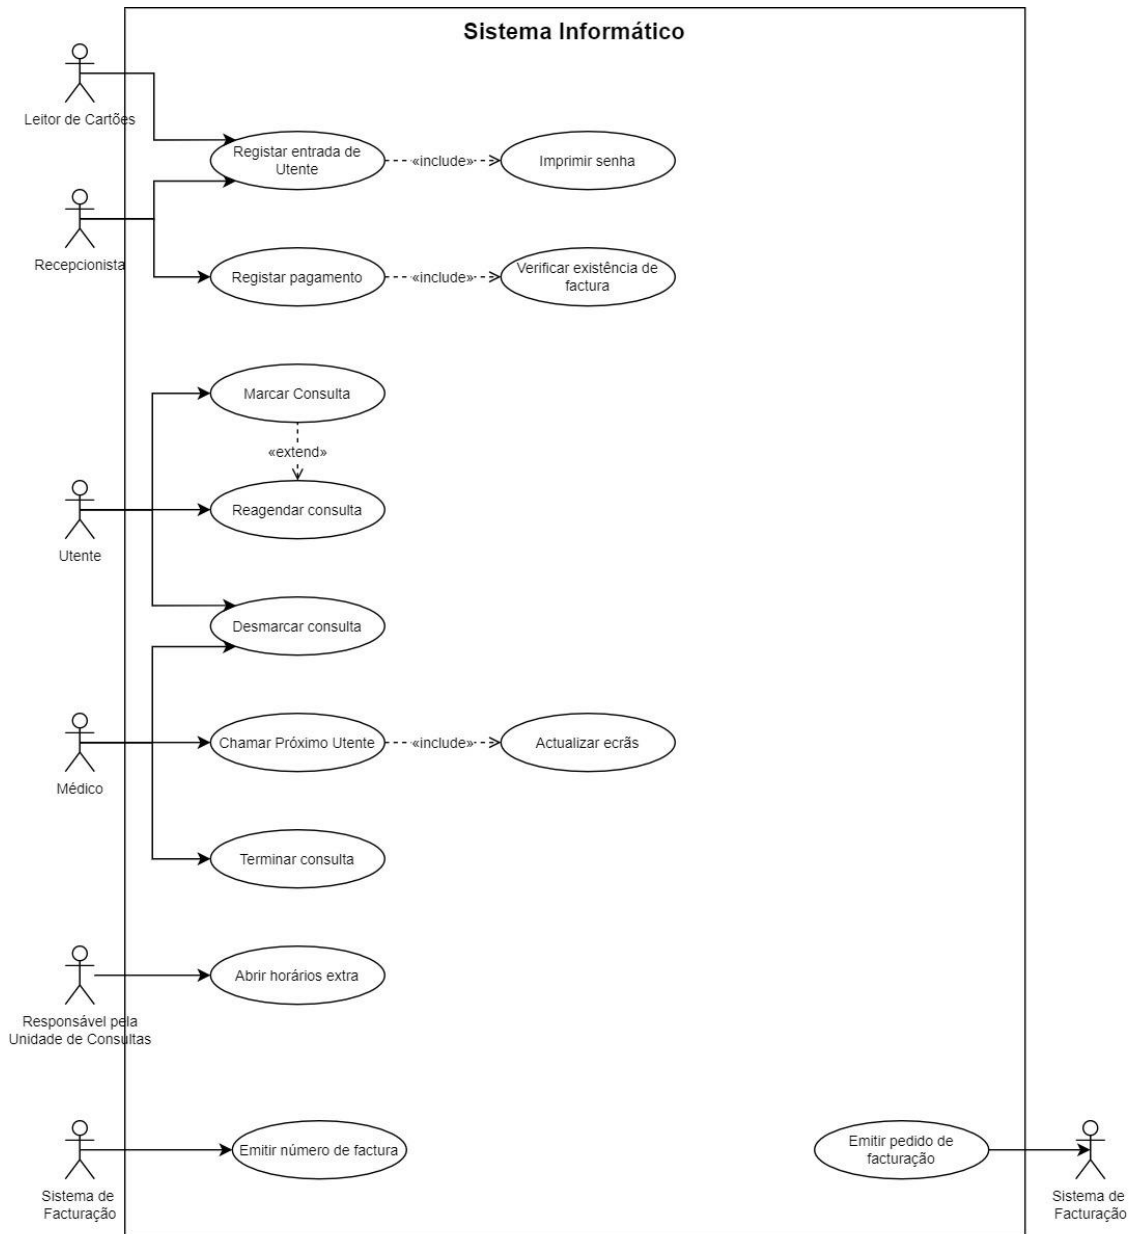 Sistema Informático
Leitor de Cartões
Registar entrada de
Utente
«include»
Imprimir senha
Recepcionista
Registar pagamento
«include»
Verificar existência de
factura
Marcar Consulta
«extend»
Reagendar consulta
Utente
Desmarcar consulta
Chamar Próximo Utente
«include»
Actualizar ecrãs
Médico
Terminar consulta
Abrir horários extra
Responsável pela
Unidade de Consultas
Emitir número de factura
Emitir pedido de
facturação
Sistema de
Facturação
Sistema de
Facturação